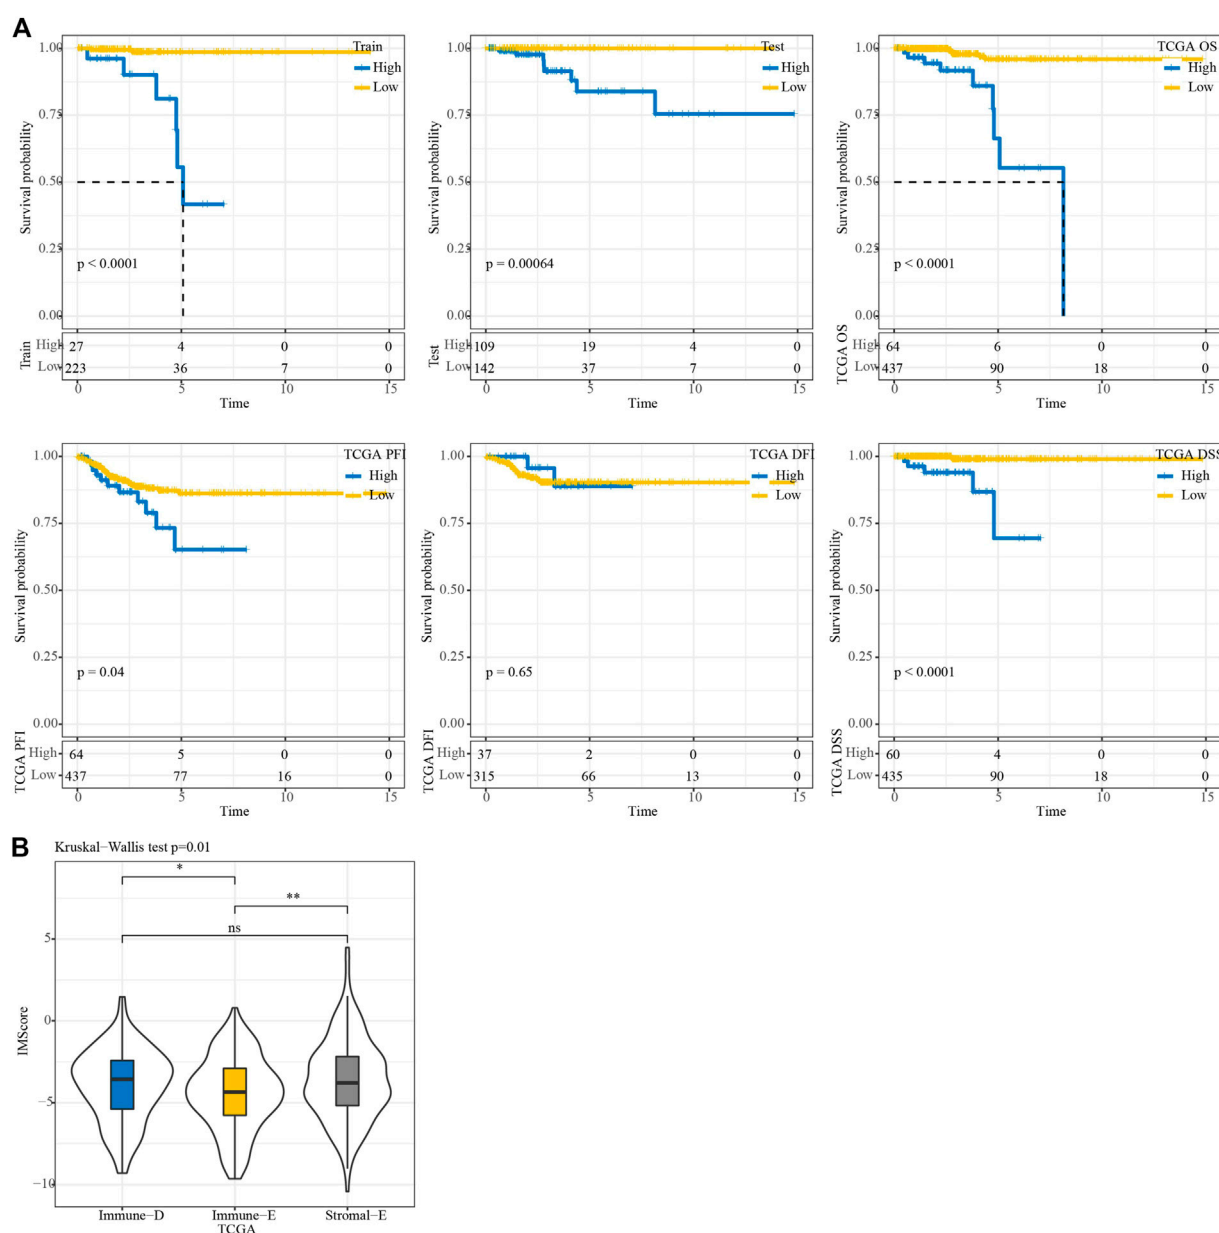 A
Train
High
Low
Survival probability
1.00
0.75
0.50
0.25
0.00
p < 0.0001
Train
High 27 4 0 0
Low 223 36 7 0
0 5 10 15
Time
Test
High
Low
Survival probability
1.00
0.75
0.50
0.25
0.00
p = 0.00064
Test
High 109 19 4 0
Low 142 37 7 0
0 5 10 15
Time
TCGA OS
High
Low
Survival probability
1.00
0.75
0.50
0.25
0.00
p < 0.0001
TCGA OS
High 64 6 0 0
Low 437 90 18 0
0 5 10 15
Time
TCGA PFI
High
Low
Survival probability
1.00
0.75
0.50
0.25
0.00
p = 0.04
TCGA PFI
High 64 5 0 0
Low 437 77 16 0
0 5 10 15
Time
TCGA DFI
High
Low
Survival probability
1.00
0.75
0.50
0.25
0.00
p = 0.65
TCGA DFI
High 37 2 0 0
Low 315 66 13 0
0 5 10 15
Time
TCGA DSS
High
Low
Survival probability
1.00
0.75
0.50
0.25
0.00
p < 0.0001
TCGA DSS
High 60 4 0 0
Low 435 90 18 0
0 5 10 15
Time
B
Kruskal−Wallis test p=0.01
*
**
ns
IMScore
5
0
−5
−10
Immune−D Immune−E Stromal−E
TCGA